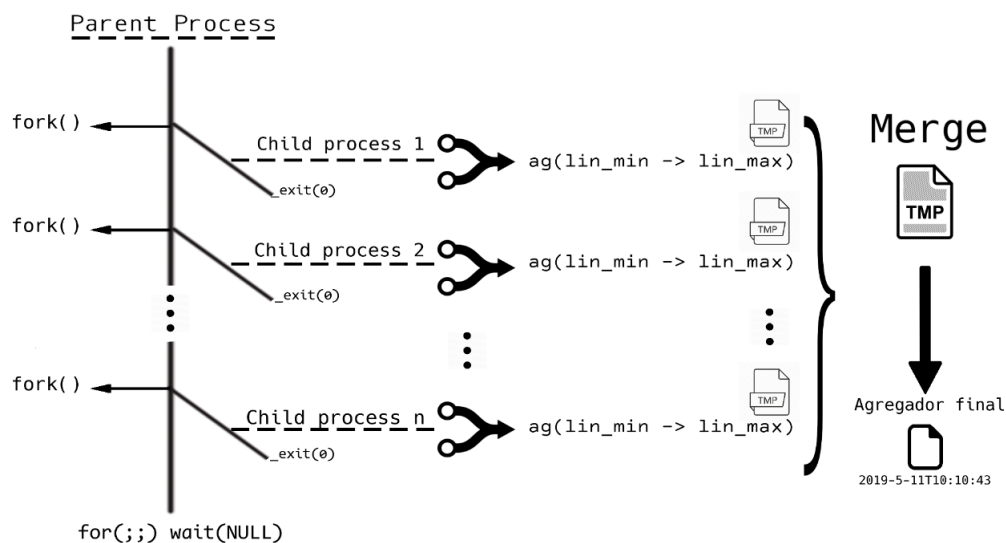 Parent Process
fork()
Child process 1
_exit(0)
ag(lin_min -> lin_max)
TMP
fork()
Child process 2
_exit(0)
ag(lin_min -> lin_max)
TMP
fork()
Child process n
_exit(0)
ag(lin_min -> lin_max)
TMP
for(;;) wait(NULL)
Merge
TMP
Agregador final
2019-5-11T10:10:43